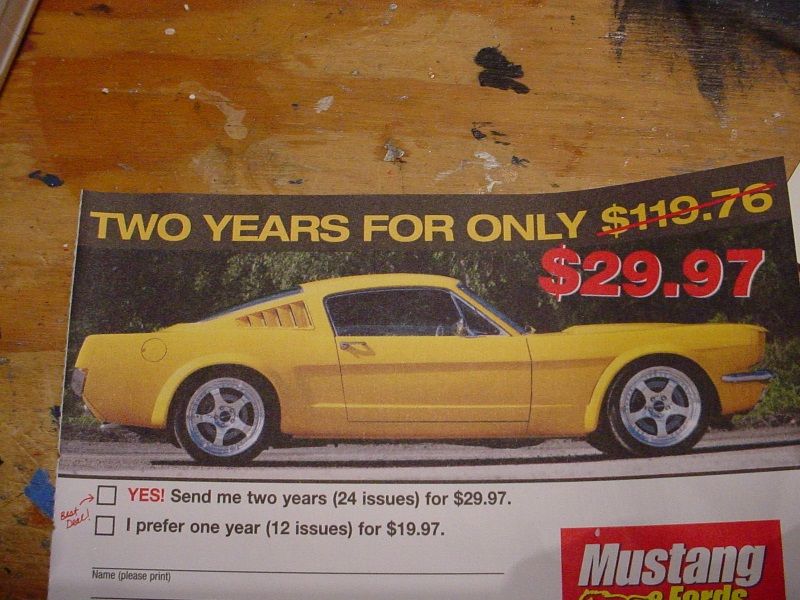 TWO YEARS FOR ONLY $119.76
$29.97
YES! Send me two years (24 issues) for $29.97.
Best
Deal!
I prefer one year (12 issues) for $19.97.
Name (please print)
Mustang
& Fords